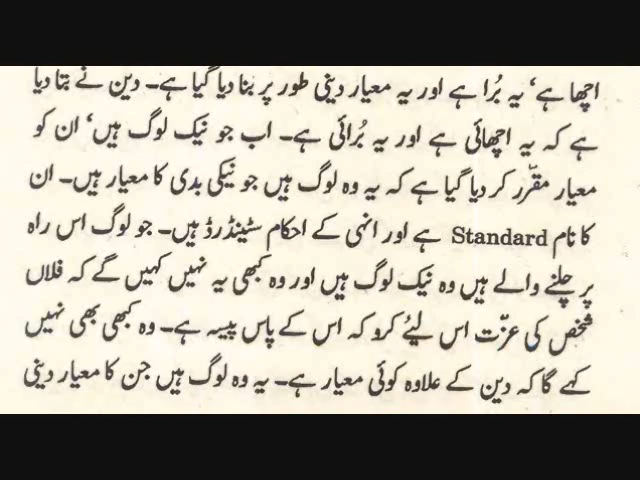 اچھا ہے، یہ بُرا ہے اور یہ معیار دینی طور پر بنا دیا گیا ہے۔ دین نے بتا دیا
ہے کہ یہ اچھائی ہے اور یہ بُرائی ہے۔ اب جو نیک لوگ ہیں، ان کو
معیار مقرّر کر دیا گیا ہے کہ یہ وہ لوگ ہیں جو نیکی بدی کا معیار ہیں۔ ان
کا نام Standard ہے اور انہی کے احکام سٹینڈرڈ ہیں۔ جو لوگ اس راہ
پر چلنے والے ہیں وہ نیک لوگ ہیں اور وہ کبھی یہ نہیں کہیں گے کہ فلاں
شخص کی عزّت اس لیئے کرو کہ اس کے پاس پیسہ ہے۔ وہ کبھی بھی نہیں
کہے گا کہ دین کے علاوہ کوئی معیار ہے۔ یہ وہ لوگ ہیں جن کا معیار دینی